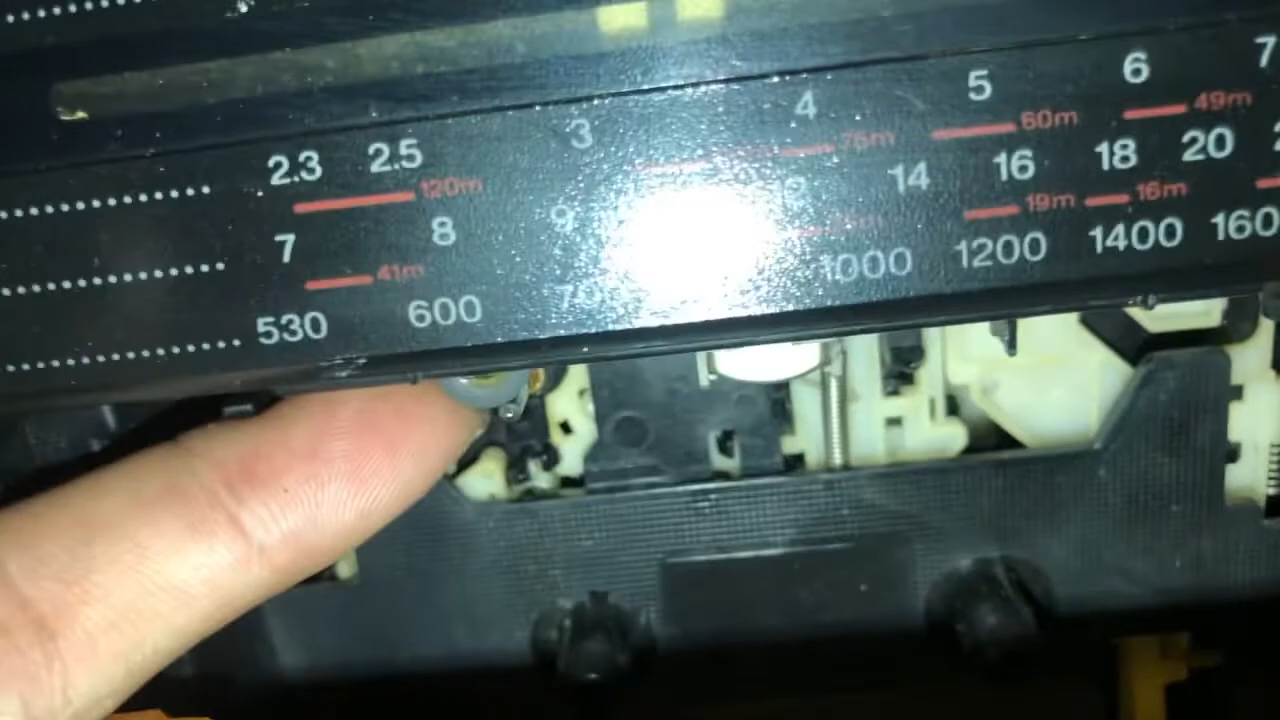 2.3 2.5 3 4 5 6 7
120m 75m 60m 49m
7 8 9 14 16 18 20
41m 19m 16m
530 600 1000 1200 1400 160